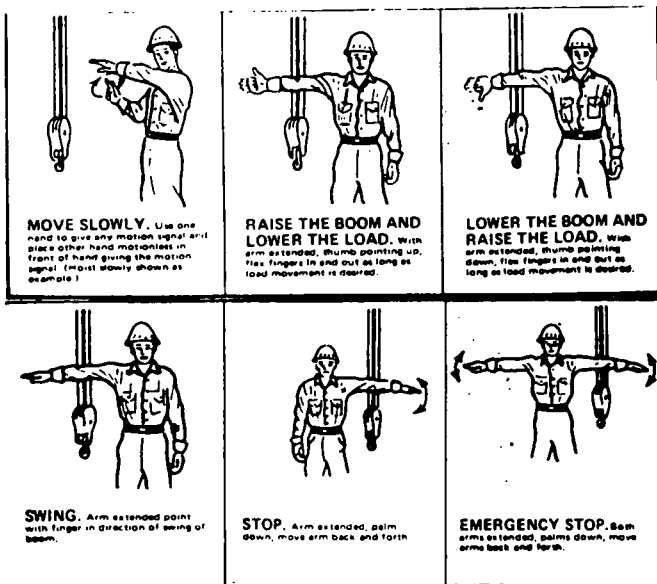 MOVE SLOWLY. Use one
hand to give any motion signal and
place other hand motionless in
front of hand giving the motion
signal. (Hoist slowly shown as
example)
RAISE THE BOOM AND
LOWER THE LOAD. With
arm extended, thumb pointing up,
flex fingers in and out as long as
load movement is desired.
LOWER THE BOOM AND
RAISE THE LOAD. With
arm extended, thumb pointing
down, flex fingers in and out as
long as load movement is desired.
SWING. Arm extended point
with finger in direction of swing of
boom.
STOP. Arm extended, palm
down, move arm back and forth
EMERGENCY STOP. Both
arms extended, palms down, move
arms back and forth.